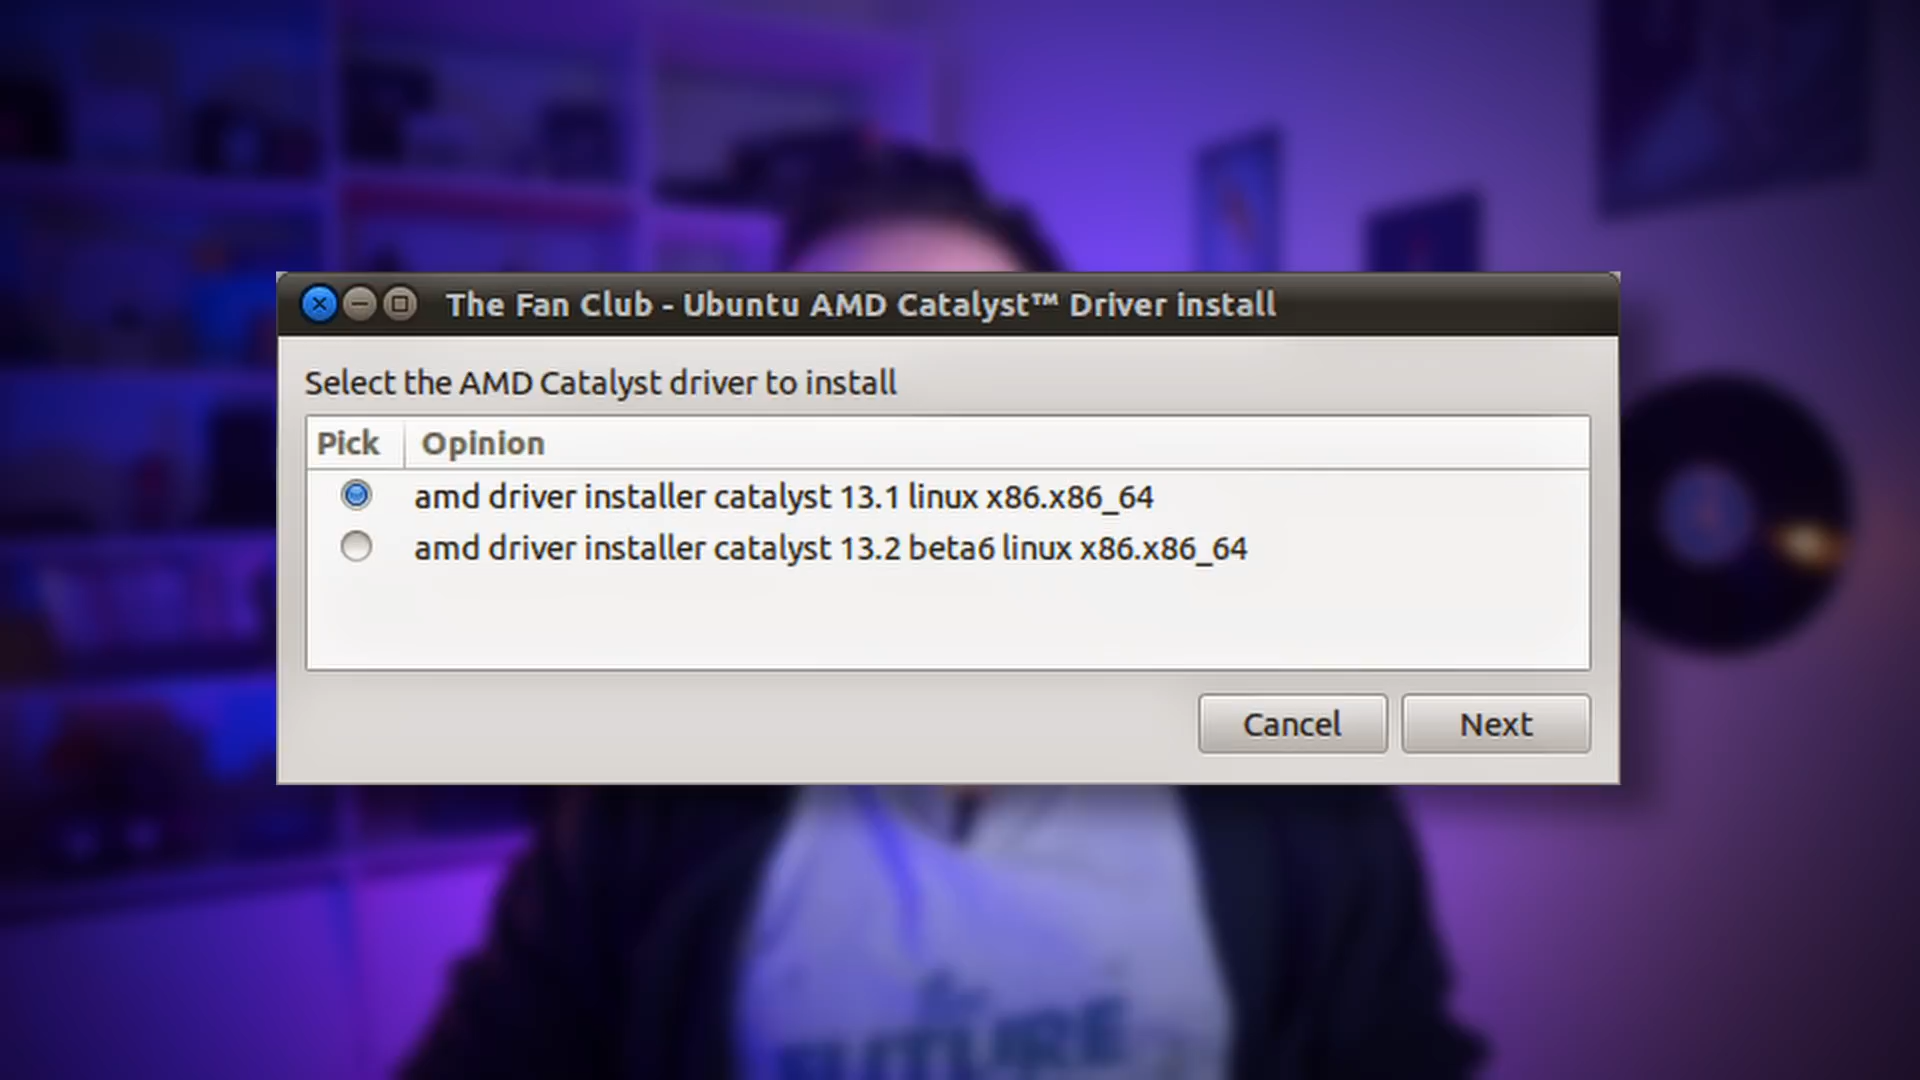 The Fan Club - Ubuntu AMD Catalyst™ Driver install
Select the AMD Catalyst driver to install
Pick Opinion
amd driver installer catalyst 13.1 linux x86.x86_64
amd driver installer catalyst 13.2 beta6 linux x86.x86_64
Cancel Next